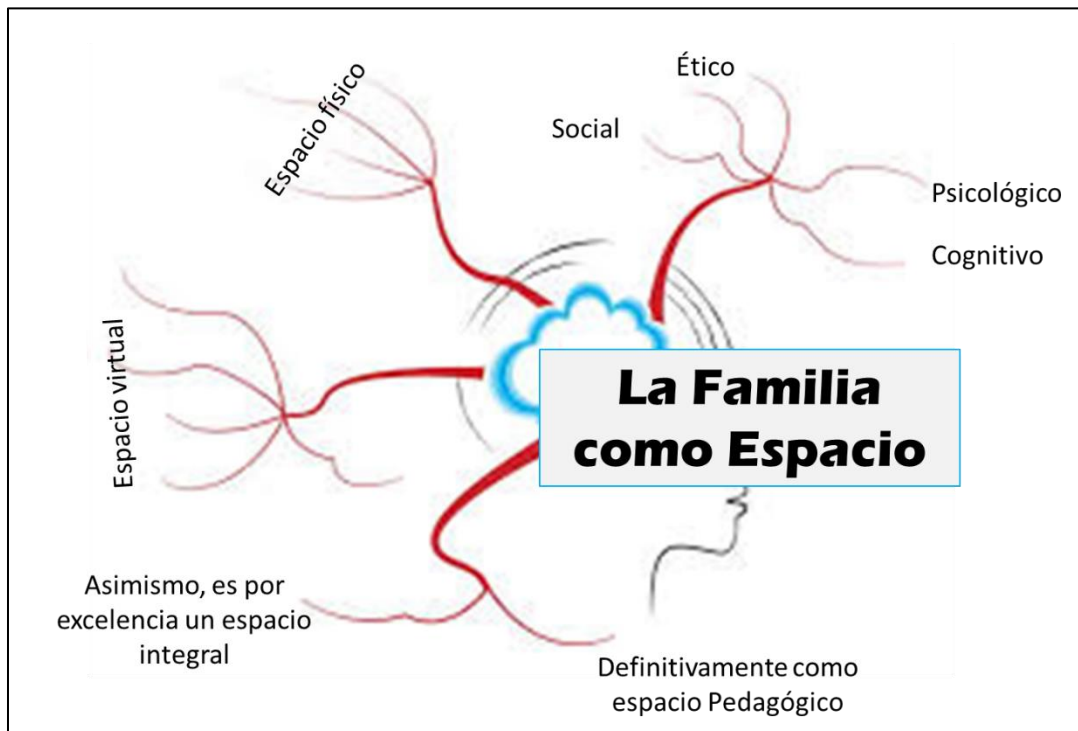 Espacio físico
Ético
Social
Psicológico
Cognitivo
Espacio virtual
La Familia
como Espacio
Asimismo, es por
excelencia un espacio
integral
Definitivamente como
espacio Pedagógico